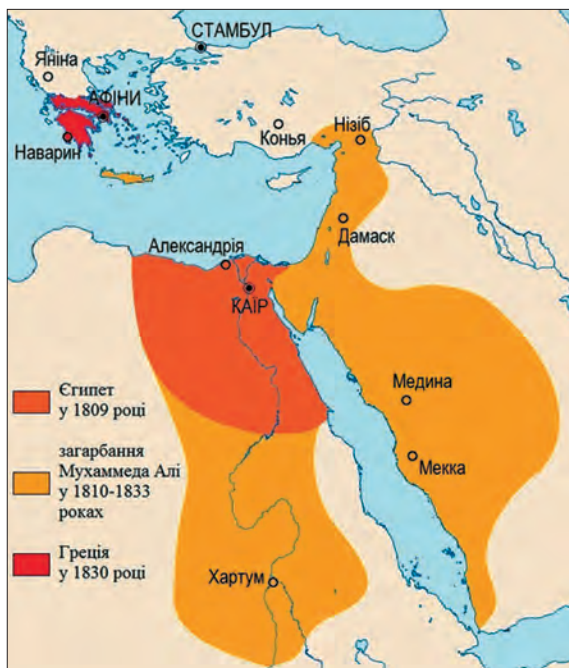 СТАМБУЛ
Яніна
АФІНИ
Наварин
Конья
Нізіб
Дамаск
Александрія
КАЇР
Медина
Мекка
Хартум
Єгипет
у 1809 році
загарбання
Мухаммеда Алі
у 1810-1833
роках
Греція
у 1830 році